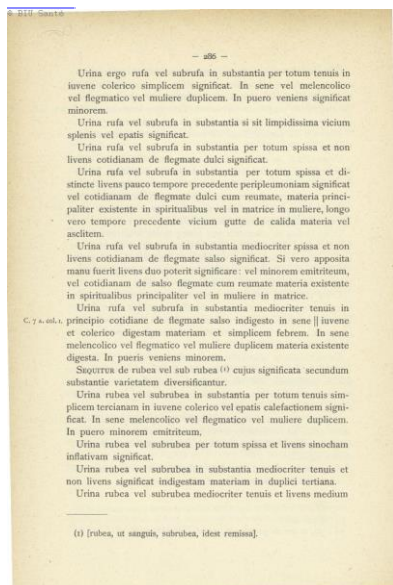 © BIU Santé
— 286 —
Urina ergo rufa vel subrufa in substantia per totum tenuis in
iuvene colerico simplicem significat. In sene vel melencolico
vel flegmatico vel muliere duplicem. In puero veniens significat
minorem.
Urina rufa vel subrufa in substantia si sit limpidissima vicium
splenis vel epatis significat.
Urina rufa vel subrufa in substantia per totum spissa et non
livens cotidianam de flegmate dulci significat.
Urina rufa vel subrufa in substantia per totum spissa et di-
stincte livens pauco tempore precedente peripleumoniam significat
vel cotidianam de flegmate dulci cum reumate, materia princi-
paliter existente in spiritualibus vel in matrice in muliere, longo
vero tempore precedente vicium gutte de calida materia vel
asclitem.
Urina rufa vel subrufa in substantia mediocriter spissa et non
livens cotidianam de flegmate salso significat. Si vero apposita
manu fuerit livens duo poterit significare : vel minorem emitriteum,
vel cotidianam de salso flegmate cum reumate materia existente
in spiritualibus principaliter vel in muliere in matrice.
Urina rufa vel subrufa in substantia mediocriter tenuis in
C. 7 a. col. 1. principio cotidiane de flegmate salso indigesto in sene || iuvene
et colerico digestam materiam et simplicem febrem. In sene
melencolico vel flegmatico vel muliere duplicem materia existente
digesta. In pueris veniens minorem.
Sequitur de rubea vel sub rubea (1) cujus significata secundum
substantie varietatem diversificantur.
Urina rubea vel subrubea in substantia per totum tenuis sim-
plicem tercianam in iuvene colerico vel epatis calefactionem signi-
ficat. In sene melencolico vel flegmatico vel muliere duplicem.
In puero minorem emitriteum.
Urina rubea vel subrubea per totum spissa et livens sinocham
inflativam significat.
Urina rubea vel subrubea in substantia mediocriter tenuis et
non livens significat indigestam materiam in duplici tertiana.
Urina rubea vel subrubea mediocriter tenuis et livens medium
(1) [rubea, ut sanguis, subrubea, idest remissa].